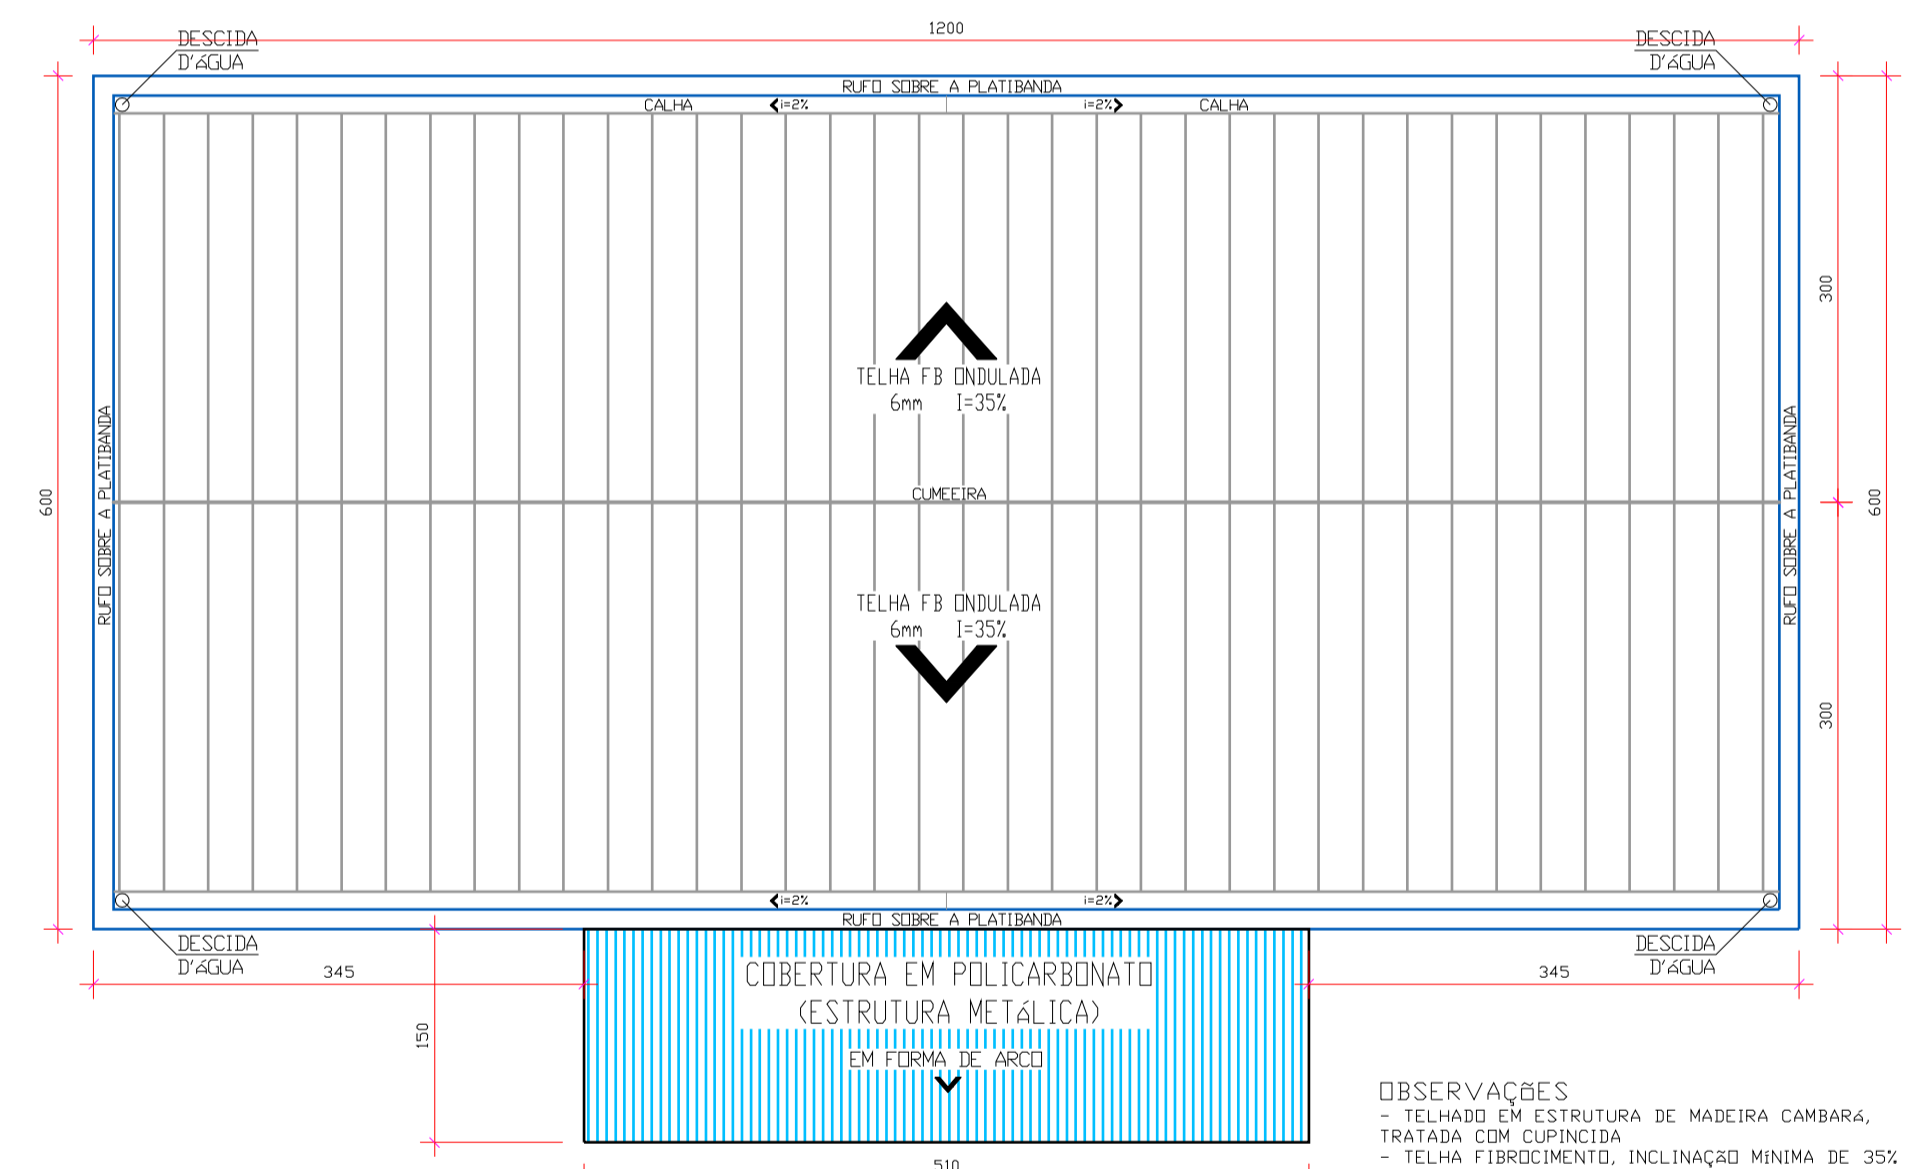 1200
DESCIDA
D'áGUA
DESCIDA
D'áGUA
RUFO SOBRE A PLATIBANDA
CALHA
i=2%
i=2%
CALHA
300
TELHA FB ONDULADA
6mm I=35%
CUMEEIRA
RUFO SOBRE A PLATIBANDA
RUFO SOBRE A PLATIBANDA
600
600
TELHA FB ONDULADA
6mm I=35%
300
i=2%
i=2%
RUFO SOBRE A PLATIBANDA
DESCIDA
D'áGUA
DESCIDA
D'áGUA
345
345
150
COBERTURA EM POLICARBONATO
(ESTRUTURA METáLICA)
EM FORMA DE ARCO
510
OBSERVAÇõES
- TELHADO EM ESTRUTURA DE MADEIRA CAMBARá,
TRATADA COM CUPINCIDA
- TELHA FIBROCIMENTO, INCLINAÇãO MíNIMA DE 35%